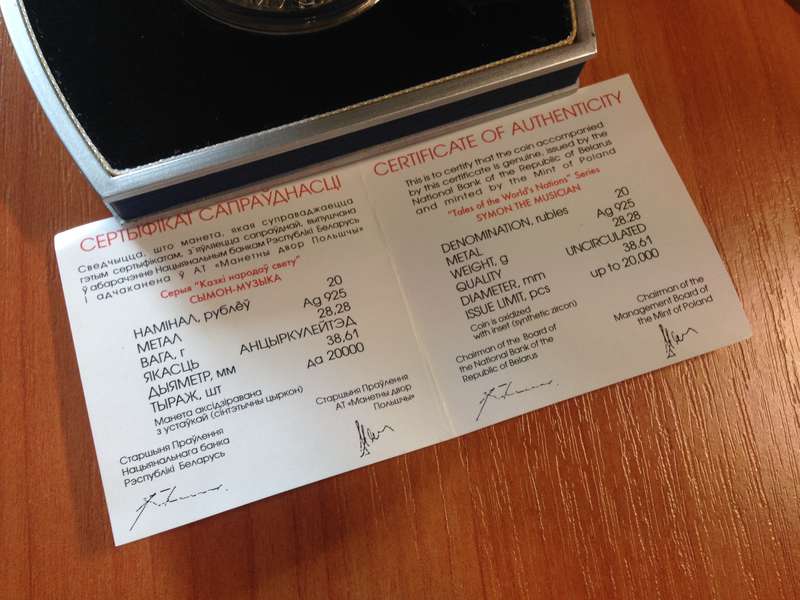 СЕРТЫФІКАТ САПРАЎДНАСЦІ
Сведчыцца, што манета, якая суправаджаецца
гэтым сертыфікатам, з'яўляецца сапраўднай, выпушчана
ў абарачэнне Нацыянальным банкам Рэспублікі Беларусь
і адчаканена ў АТ «Манетны двор Польшчы»
Серыя "Казкі народаў свету"
СЫМОН-МУЗЫКА
НАМІНАЛ, рублёў 20
МЕТАЛ Ag 925
ВАГА, г 28,28
ЯКАСЦЬ АНЦЫРКУЛЕЙТЭД
ДЫЯМЕТР, мм 38,61
ТЫРАЖ, шт да 20000
Манета аксідзіравана
з устаўкай (сінтэтычны цыркон)
Старшыня Праўлення
Нацыянальнага банка
Рэспублікі Беларусь
Старшыня Праўлення
АТ «Манетны двор
Польшчы»
CERTIFICATE OF AUTHENTICITY
This is to certify that the coin accompanied
by this certificate is genuine, issued by the
National Bank of the Republic of Belarus
and minted by the Mint of Poland
"Tales of the World's Nations" Series
SYMON THE MUSICIAN
DENOMINATION, rubles 20
METAL Ag 925
WEIGHT, g 28.28
QUALITY UNCIRCULATED
DIAMETER, mm 38.61
ISSUE LIMIT, pcs up to 20,000
Coin is oxidized
with inset (synthetic zircon)
Chairman of the Board of
the National Bank of the
Republic of Belarus
Chairman of the
Management Board of
the Mint of Poland